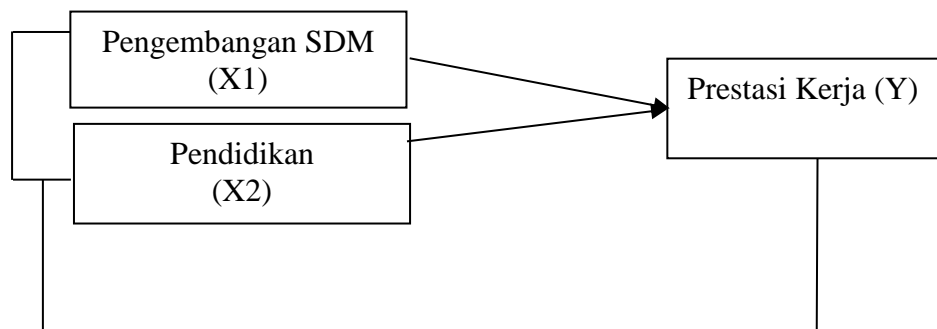 Pengembangan SDM
(X1)
Prestasi Kerja (Y)
Pendidikan
(X2)